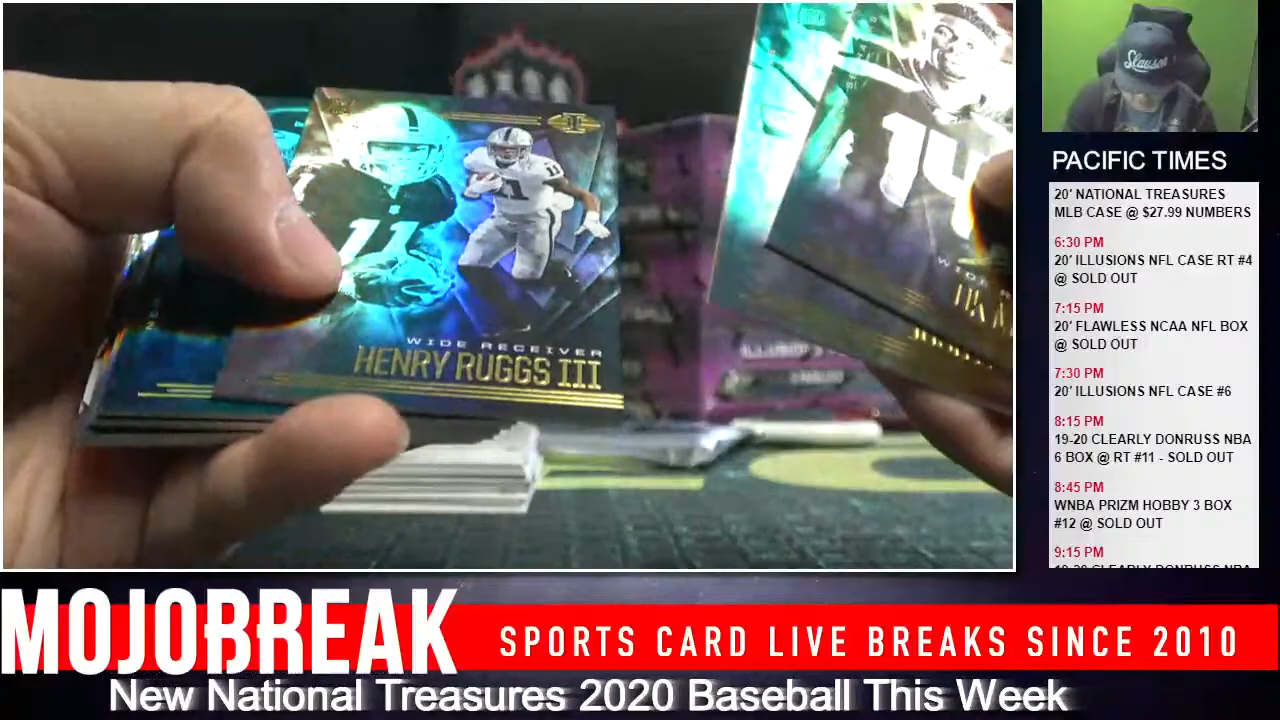 11
11
WIDE RECEIVER
HENRY RUGGS III
14
Slauson
PACIFIC TIMES
20' NATIONAL TREASURES
MLB CASE @ $27.99 NUMBERS
6:30 PM
20' ILLUSIONS NFL CASE RT #4
@ SOLD OUT
7:15 PM
20' FLAWLESS NCAA NFL BOX
@ SOLD OUT
7:30 PM
20' ILLUSIONS NFL CASE #6
8:15 PM
19-20 CLEARLY DONRUSS NBA
6 BOX @ RT #11 - SOLD OUT
8:45 PM
WNBA PRIZM HOBBY 3 BOX
#12 @ SOLD OUT
9:15 PM
MOJOBREAK
SPORTS CARD LIVE BREAKS SINCE 2010
New National Treasures 2020 Baseball This Week